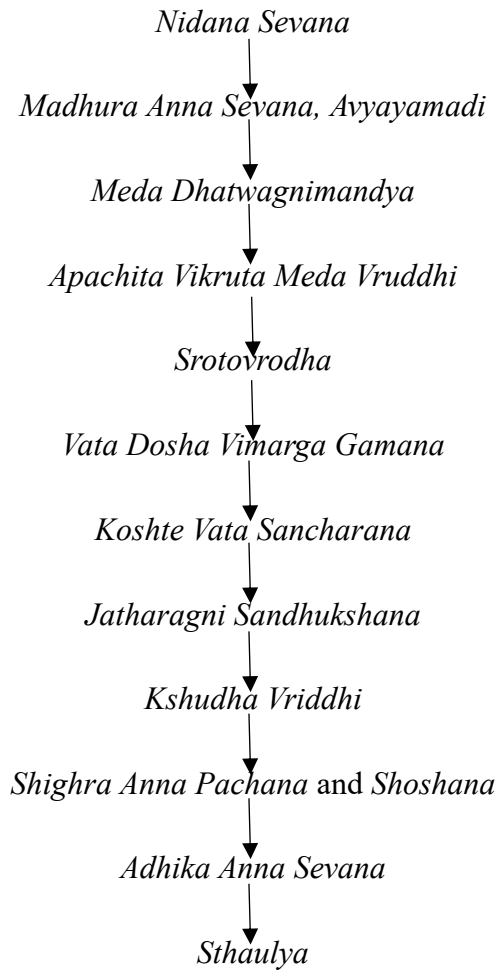 Nidana Sevana
Madhura Anna Sevana, Avyayamadi
Meda Dhatwagnimandya
Apachita Vikruta Meda Vruddhi
Srotovrodha
Vata Dosha Vimarga Gamana
Koshte Vata Sancharana
Jatharagni Sandhukshana
Kshudha Vriddhi
Shighra Anna Pachana and Shoshana
Adhika Anna Sevana
Sthaulya